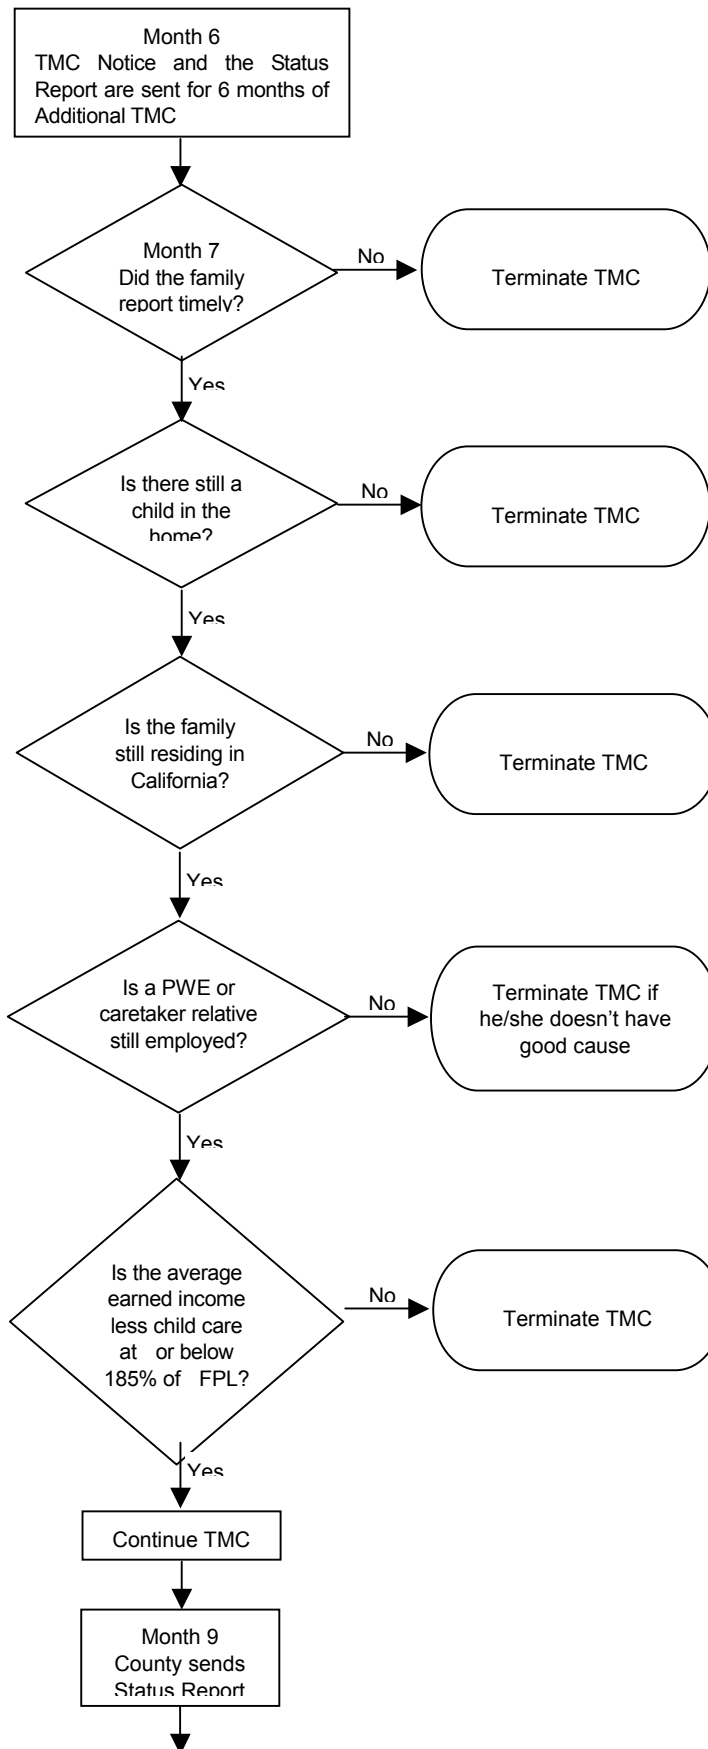 Month 6
TMC Notice and the Status
Report are sent for 6 months of
Additional TMC
Month 7
Did the family
report timely?
No
Terminate TMC
Yes
Is there still a
child in the
home?
No
Terminate TMC
Yes
Is the family
still residing in
California?
No
Terminate TMC
Yes
Is a PWE or
caretaker relative
still employed?
No
Terminate TMC if
he/she doesn't have
good cause
Yes
Is the average
earned income
less child care
at or below
185% of FPL?
No
Terminate TMC
Yes
Continue TMC
Month 9
County sends
Status Report